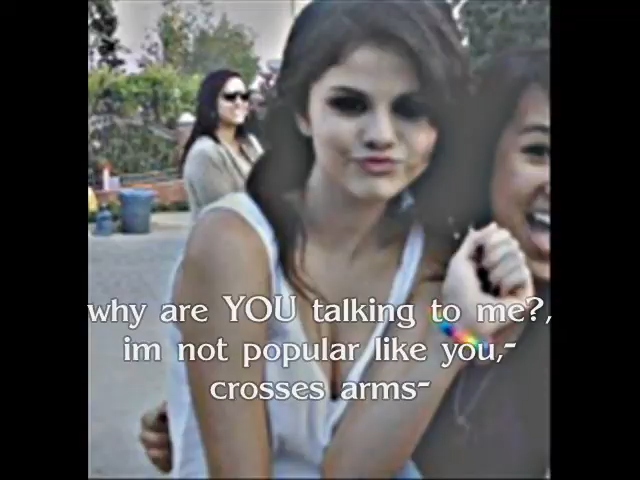 why are YOU talking to me?,
im not popular like you,-
crosses arms-